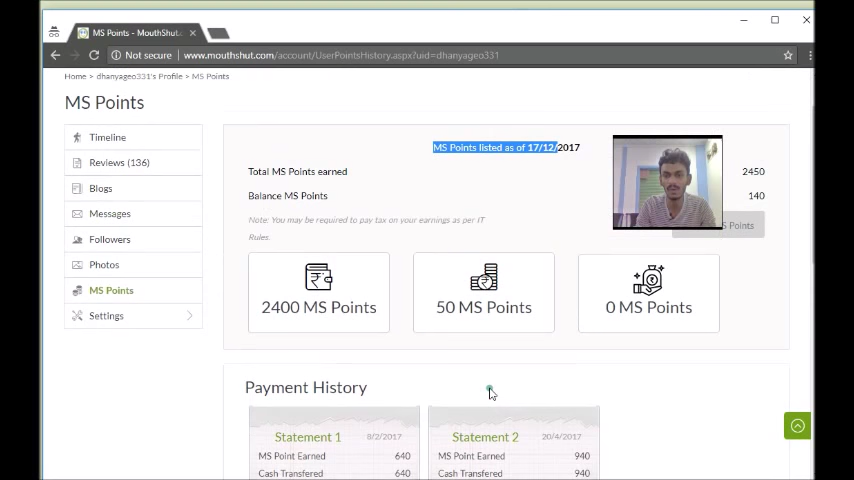 MS Points - MouthShut.
Not secure www.mouthshut.com/account/UserPointsHistory.aspx?uid=dhanyageo331
Home > dhanyageo331's Profile > MS Points
MS Points
Timeline
Reviews (136)
Blogs
Messages
Followers
Photos
MS Points
Settings
MS Points listed as of 17/12/2017
Total MS Points earned 2450
Balance MS Points 140
Note: You may be required to pay tax on your earnings as per IT
Rules.
S Points
2400 MS Points
50 MS Points
0 MS Points
Payment History
Statement 1 8/2/2017
MS Point Earned 640
Cash Transfered 640
Statement 2 20/4/2017
MS Point Earned 940
Cash Transfered 940